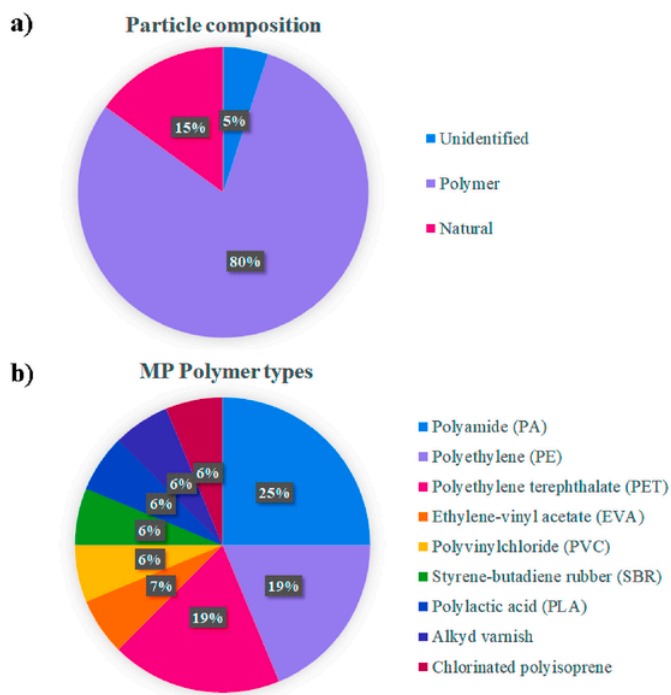 a)
Particle composition
5%
15%
80%
Unidentified
Polymer
Natural
b)
MP Polymer types
6%
6%
6%
6%
6%
7%
19%
19%
25%
Polyamide (PA)
Polyethylene (PE)
Polyethylene terephthalate (PET)
Ethylene-vinyl acetate (EVA)
Polyvinylchloride (PVC)
Styrene-butadiene rubber (SBR)
Polylactic acid (PLA)
Alkyd varnish
Chlorinated polyisoprene